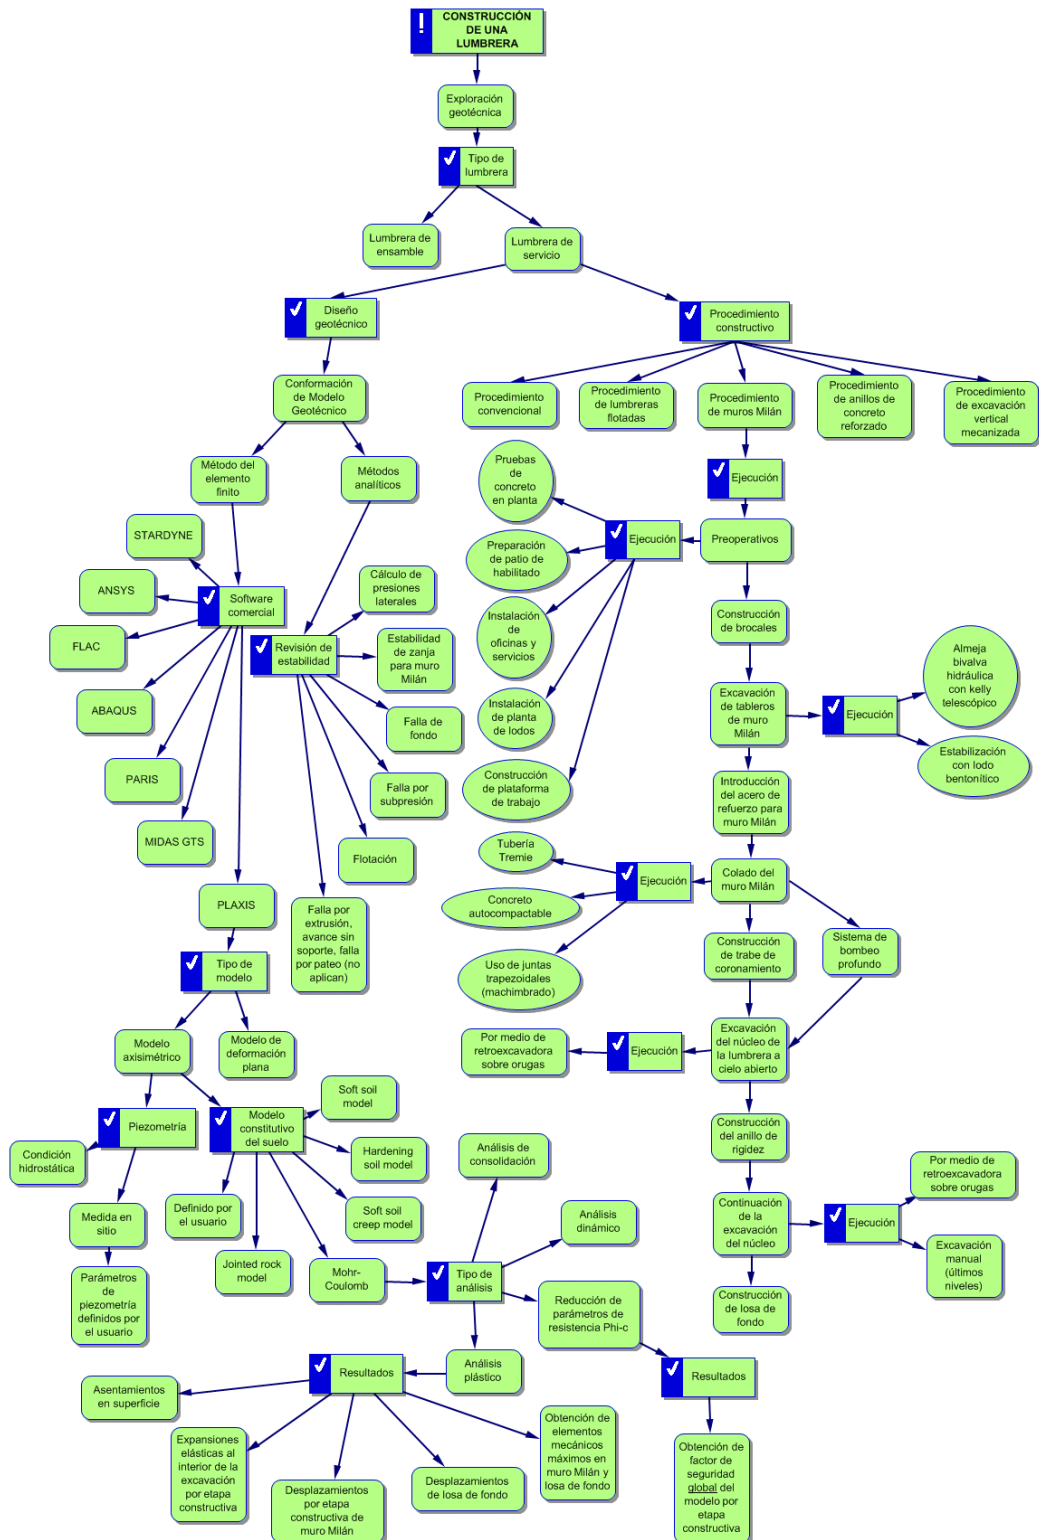 !
CONSTRUCCIÓN
DE UNA
LUMBRERA
Exploración
geotécnica
Tipo de
lumbrera
Lumbrera de
ensamble
Lumbrera de
servicio
Diseño
geotécnico
Procedimiento
constructivo
Conformación
de Modelo
Geotécnico
Procedimiento
convencional
Procedimiento
de lumbreras
flotadas
Procedimiento
de muros Milán
Procedimiento
de anillos de
concreto
reforzado
Procedimiento
de excavación
vertical
mecanizada
Método del
elemento
finito
Métodos
analíticos
Pruebas
de
concreto
en planta
Ejecución
STARDYNE
Ejecución
Preoperativos
Preparación
de patio de
habilitado
ANSYS
Software
comercial
Cálculo de
presiones
laterales
Construcción
de brocales
Instalación
de
oficinas y
servicios
FLAC
Revisión de
estabilidad
Estabilidad
de zanja
para muro
Milán
Almeja
bivalva
hidráulica
con kelly
telescópico
ABAQUS
Falla de
fondo
Instalación
de planta
de lodos
Excavación
de tableros
de muro
Milán
Ejecución
Estabilización
con lodo
bentonítico
PARIS
Falla por
subpresión
Construcción
de plataforma
de trabajo
Introducción
del acero de
refuerzo para
muro Milán
MIDAS GTS
Flotación
Tubería
Tremie
Ejecución
Colado del
muro Milán
PLAXIS
Falla por
extrusión,
avance sin
soporte, falla
por pateo (no
aplican)
Concreto
autocompactable
Construcción
de trabe de
coronamiento
Sistema de
bombeo
profundo
Tipo de
modelo
Uso de juntas
trapezoidales
(machimbrado)
Modelo
axisimétrico
Modelo de
deformación
plana
Por medio de
retroexcavadora
sobre orugas
Ejecución
Excavación
del núcleo de
la lumbrera a
cielo abierto
Soft soil
model
Piezometría
Modelo
constitutivo
del suelo
Construcción
del anillo de
rigidez
Condición
hidrostática
Hardening
soil model
Análisis de
consolidación
Por medio de
retroexcavadora
sobre orugas
Medida en
sitio
Definido por
el usuario
Soft soil
creep model
Análisis
dinámico
Continuación
de la
excavación
del núcleo
Ejecución
Jointed rock
model
Mohr-
Coulomb
Tipo de
análisis
Excavación
manual
(últimos
niveles)
Parámetros
de
piezometría
definidos por
el usuario
Reducción de
parámetros de
resistencia Phi-c
Construcción
de losa de
fondo
Resultados
Análisis
plástico
Resultados
Asentamientos
en superficie
Expansiones
elásticas al
interior de la
excavación
por etapa
constructiva
Desplazamientos
por etapa
constructiva de
muro Milán
Desplazamientos
de losa de fondo
Obtención de
elementos
mecánicos
máximos en
muro Milán y
losa de fondo
Obtención de
factor de
seguridad
global del
modelo por
etapa
constructiva